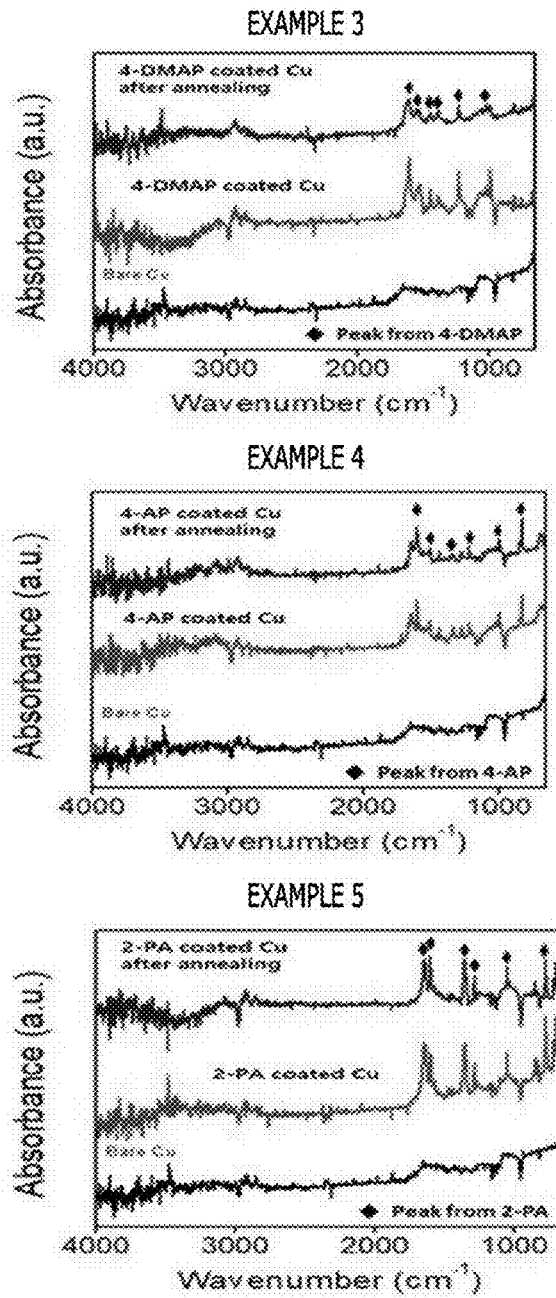 EXAMPLE 3
4-DMAP coated Cu
after annealing
4-DMAP coated Cu
Bare Cu
◆ Peak from 4-DMAP
Absorbance (a.u.)
4000 3000 2000 1000
Wavenumber (cm⁻¹)
EXAMPLE 4
4-AP coated Cu
after annealing
4-AP coated Cu
Bare Cu
◆ Peak from 4-AP
Absorbance (a.u.)
4000 3000 2000 1000
Wavenumber (cm⁻¹)
EXAMPLE 5
2-PA coated Cu
after annealing
2-PA coated Cu
Bare Cu
◆ Peak from 2-PA
Absorbance (a.u.)
4000 3000 2000 1000
Wavenumber (cm⁻¹)